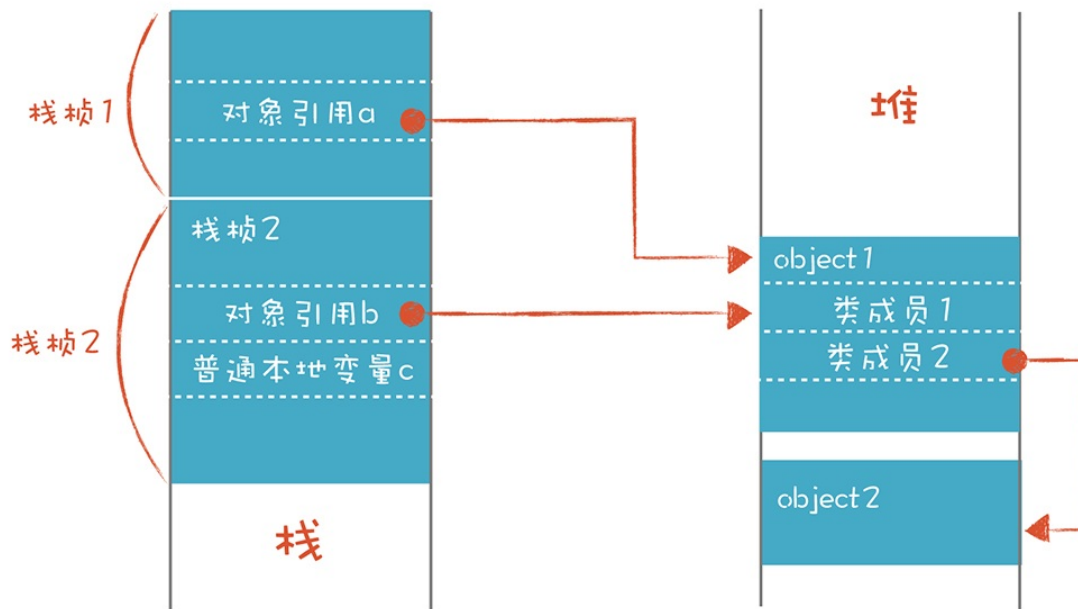 栈桢1
对象引用a
堆
栈桢2
object1
对象引用b
类成员1
栈桢2
普通本地变量c
类成员2
object2
栈